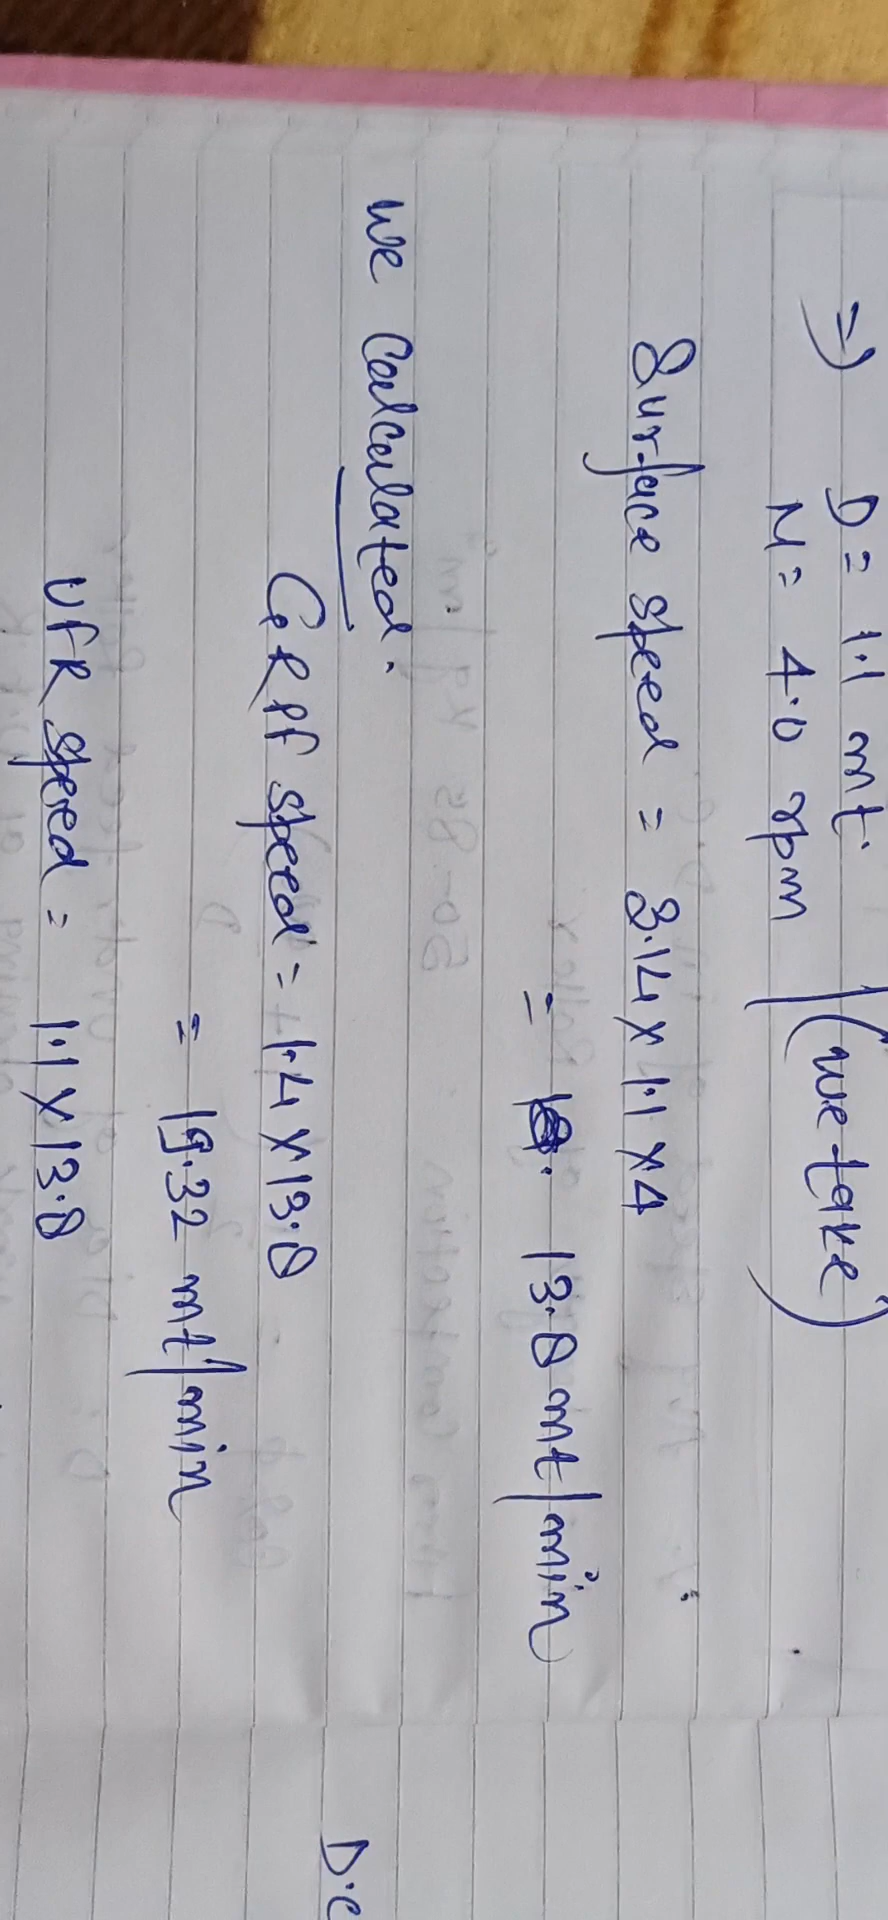 =) D = 1.1 mt.
N = 4.0 rpm (we take)
Surface speed = 3.14 x 1.1 x 4
= 13.8 mt/min
we calculated.
GRPF speed = 1.4 x 13.8
= 19.32 mt/min
UFR speed = 1.1 x 13.8
D.C